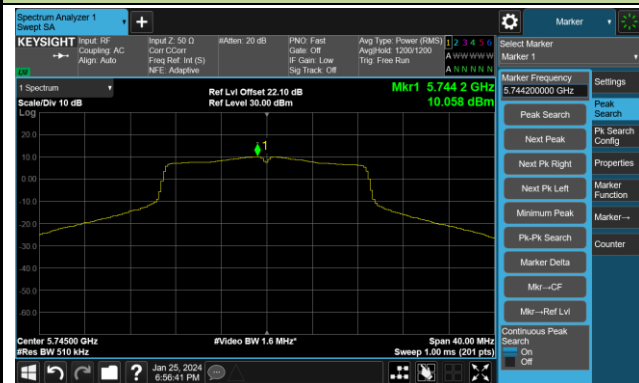 Spectrum Analyzer 1
Swept SA
+
Marker
KEYSIGHT
Input: RF
Coupling: AC
Align: Auto
Input Z: 50 Ω
Corr CCorr
Freq Ref: Int (S)
NFE: Adaptive
#Atten: 20 dB
PNO: Fast
Gate: Off
IF Gain: Low
Sig Track: Off
Avg Type: Power (RMS)
Avg|Hold: 1200/1200
Trig: Free Run
1 2 3 4 5 6
A W W W W W
A N N N N N
LXI
Select Marker
Marker 1
1 Spectrum
Scale/Div 10 dB
Log
Ref Lvl Offset 22.10 dB
Ref Level 30.00 dBm
Mkr1 5.744 2 GHz
10.058 dBm
1
20.0
10.0
0.00
-10.0
-20.0
-30.0
-40.0
-50.0
-60.0
Center 5.74500 GHz
#Res BW 510 kHz
#Video BW 1.6 MHz*
Span 40.00 MHz
Sweep 1.00 ms (201 pts)
Marker Frequency
5.744200000 GHz
Peak Search
Next Peak
Next Pk Right
Next Pk Left
Minimum Peak
Pk-Pk Search
Marker Delta
Mkr→CF
Mkr→Ref Lvl
Continuous Peak
Search
On
Off
Settings
Peak
Search
Pk Search
Config
Properties
Marker
Function
Marker→
Counter
?
Jan 25, 2024
6:56:41 PM